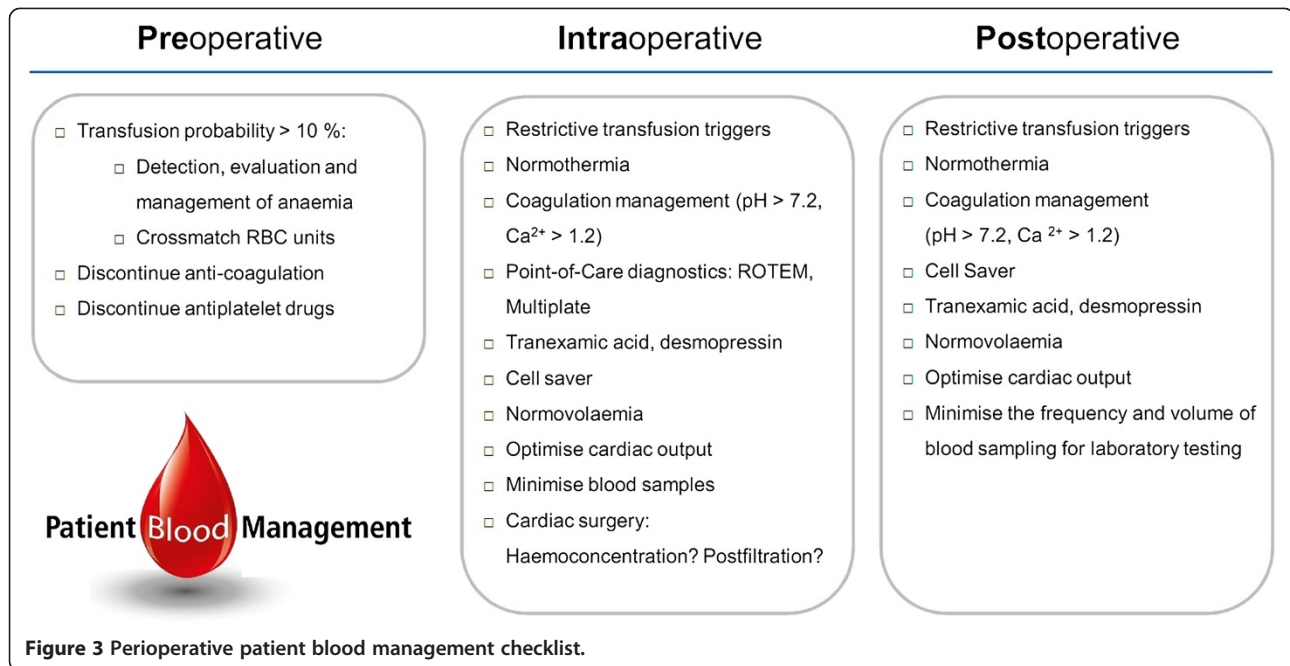 Preoperative
Intraoperative
Postoperative
□ Transfusion probability > 10 %:
□ Detection, evaluation and
management of anaemia
□ Crossmatch RBC units
□ Discontinue anti-coagulation
□ Discontinue antiplatelet drugs
Patient Blood Management
□ Restrictive transfusion triggers
□ Normothermia
□ Coagulation management (pH > 7.2,
Ca²⁺ > 1.2)
□ Point-of-Care diagnostics: ROTEM,
Multiplate
□ Tranexamic acid, desmopressin
□ Cell saver
□ Normovolaemia
□ Optimise cardiac output
□ Minimise blood samples
□ Cardiac surgery:
Haemoconcentration? Postfiltration?
□ Restrictive transfusion triggers
□ Normothermia
□ Coagulation management
(pH > 7.2, Ca ²⁺ > 1.2)
□ Cell Saver
□ Tranexamic acid, desmopressin
□ Normovolaemia
□ Optimise cardiac output
□ Minimise the frequency and volume of
blood sampling for laboratory testing
Figure 3 Perioperative patient blood management checklist.